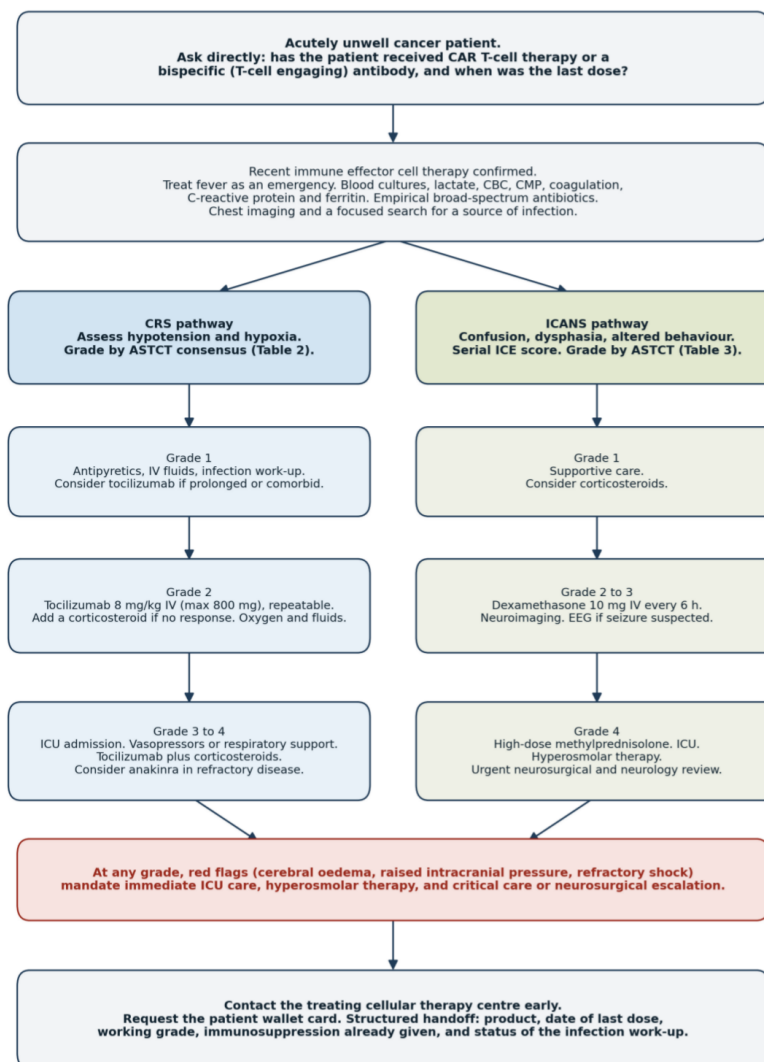 Acutely unwell cancer patient.
Ask directly: has the patient received CAR T-cell therapy or a
bispecific (T-cell engaging) antibody, and when was the last dose?
Recent immune effector cell therapy confirmed.
Treat fever as an emergency. Blood cultures, lactate, CBC, CMP, coagulation,
C-reactive protein and ferritin. Empirical broad-spectrum antibiotics.
Chest imaging and a focused search for a source of infection.
CRS pathway
Assess hypotension and hypoxia.
Grade by ASTCT consensus (Table 2).
ICANS pathway
Confusion, dysphasia, altered behaviour.
Serial ICE score. Grade by ASTCT (Table 3).
Grade 1
Antipyretics, IV fluids, infection work-up.
Consider tocilizumab if prolonged or comorbid.
Grade 1
Supportive care.
Consider corticosteroids.
Grade 2
Tocilizumab 8 mg/kg IV (max 800 mg), repeatable.
Add a corticosteroid if no response. Oxygen and fluids.
Grade 2 to 3
Dexamethasone 10 mg IV every 6 h.
Neuroimaging. EEG if seizure suspected.
Grade 3 to 4
ICU admission. Vasopressors or respiratory support.
Tocilizumab plus corticosteroids.
Consider anakinra in refractory disease.
Grade 4
High-dose methylprednisolone. ICU.
Hyperosmolar therapy.
Urgent neurosurgical and neurology review.
At any grade, red flags (cerebral oedema, raised intracranial pressure, refractory shock)
mandate immediate ICU care, hyperosmolar therapy, and critical care or neurosurgical escalation.
Contact the treating cellular therapy centre early.
Request the patient wallet card. Structured handoff: product, date of last dose,
working grade, immunosuppression already given, and status of the infection work-up.